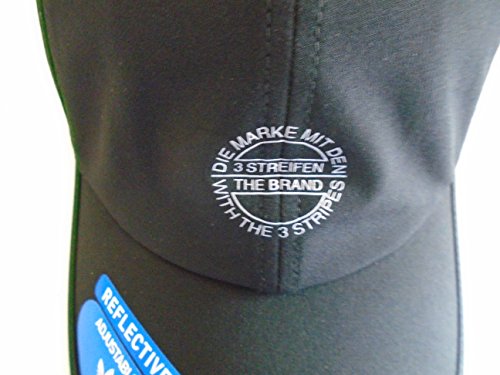 DIE MARKE MIT DEN
3 STREIFEN
THE BRAND
WITH THE 3 STRIPES
REFLECTIVE